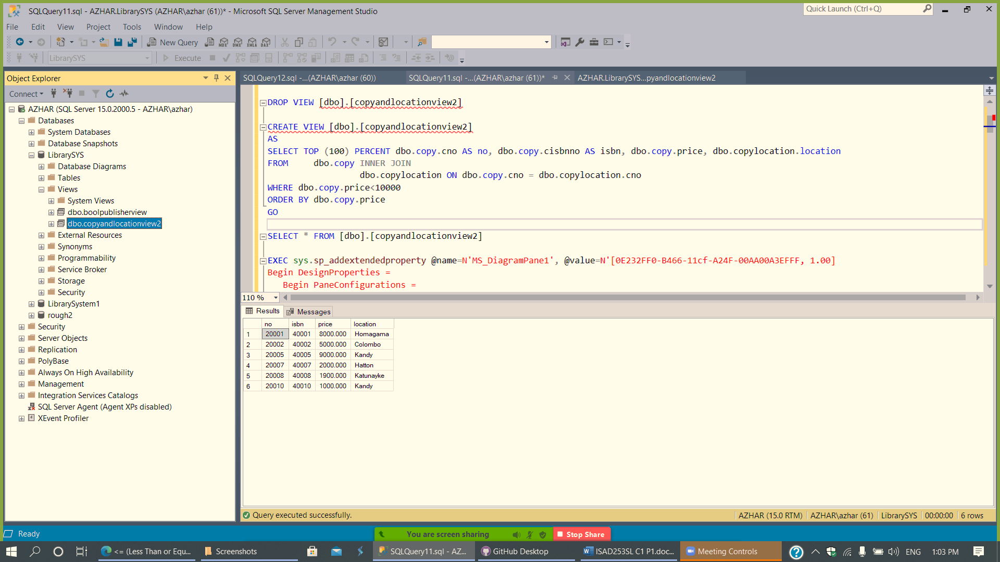 SQLQuery11.sql - AZHAR.LibrarySYS (AZHAR\azhar (61))* - Microsoft SQL Server Management Studio
Quick Launch (Ctrl+Q)
File Edit View Project Tools Window Help
New Query
MDX DMX XMLA DAX
LibrarySYS
Execute
Object Explorer
Connect
AZHAR (SQL Server 15.0.2000.5 - AZHAR\azhar)
Databases
System Databases
Database Snapshots
LibrarySYS
Database Diagrams
Tables
Views
System Views
dbo.boolpublisherview
dbo.copyandlocationview2
External Resources
Synonyms
Programmability
Service Broker
Storage
Security
LibrarySystem1
rough2
Security
Server Objects
Replication
PolyBase
Always On High Availability
Management
Integration Services Catalogs
SQL Server Agent (Agent XPs disabled)
XEvent Profiler
SQLQuery12.sql -...(AZHAR\azhar (60))
SQLQuery11.sql -...(AZHAR\azhar (61))*
AZHAR.LibrarySYS...pyandlocationview2
DROP VIEW [dbo].[copyandlocationview2]
CREATE VIEW [dbo].[copyandlocationview2]
AS
SELECT TOP (100) PERCENT dbo.copy.cno AS no, dbo.copy.cisbnno AS isbn, dbo.copy.price, dbo.copylocation.location
FROM dbo.copy INNER JOIN
dbo.copylocation ON dbo.copy.cno = dbo.copylocation.cno
WHERE dbo.copy.price<10000
ORDER BY dbo.copy.price
GO
SELECT * FROM [dbo].[copyandlocationview2]
EXEC sys.sp_addextendedproperty @name=N'MS_DiagramPane1', @value=N'[0E232FF0-B466-11cf-A24F-00AA00A3EFFF, 1.00]
Begin DesignProperties =
Begin PaneConfigurations =
110 %
Results Messages
no isbn price location
1 20001 40001 8000.000 Homagama
2 20002 40002 5000.000 Colombo
3 20005 40005 9000.000 Kandy
4 20007 40007 2000.000 Hatton
5 20008 40008 1900.000 Katunayke
6 20010 40010 1000.000 Kandy
Query executed successfully.
AZHAR (15.0 RTM) AZHAR\azhar (61) LibrarySYS 00:00:00 6 rows
Ready
You are screen sharing
Stop Share
<= (Less Than or Equ...
Screenshots
SQLQuery11.sql - AZ...
GitHub Desktop
ISAD253SL C1 P1.doc...
Meeting Controls
ENG
1:03 PM